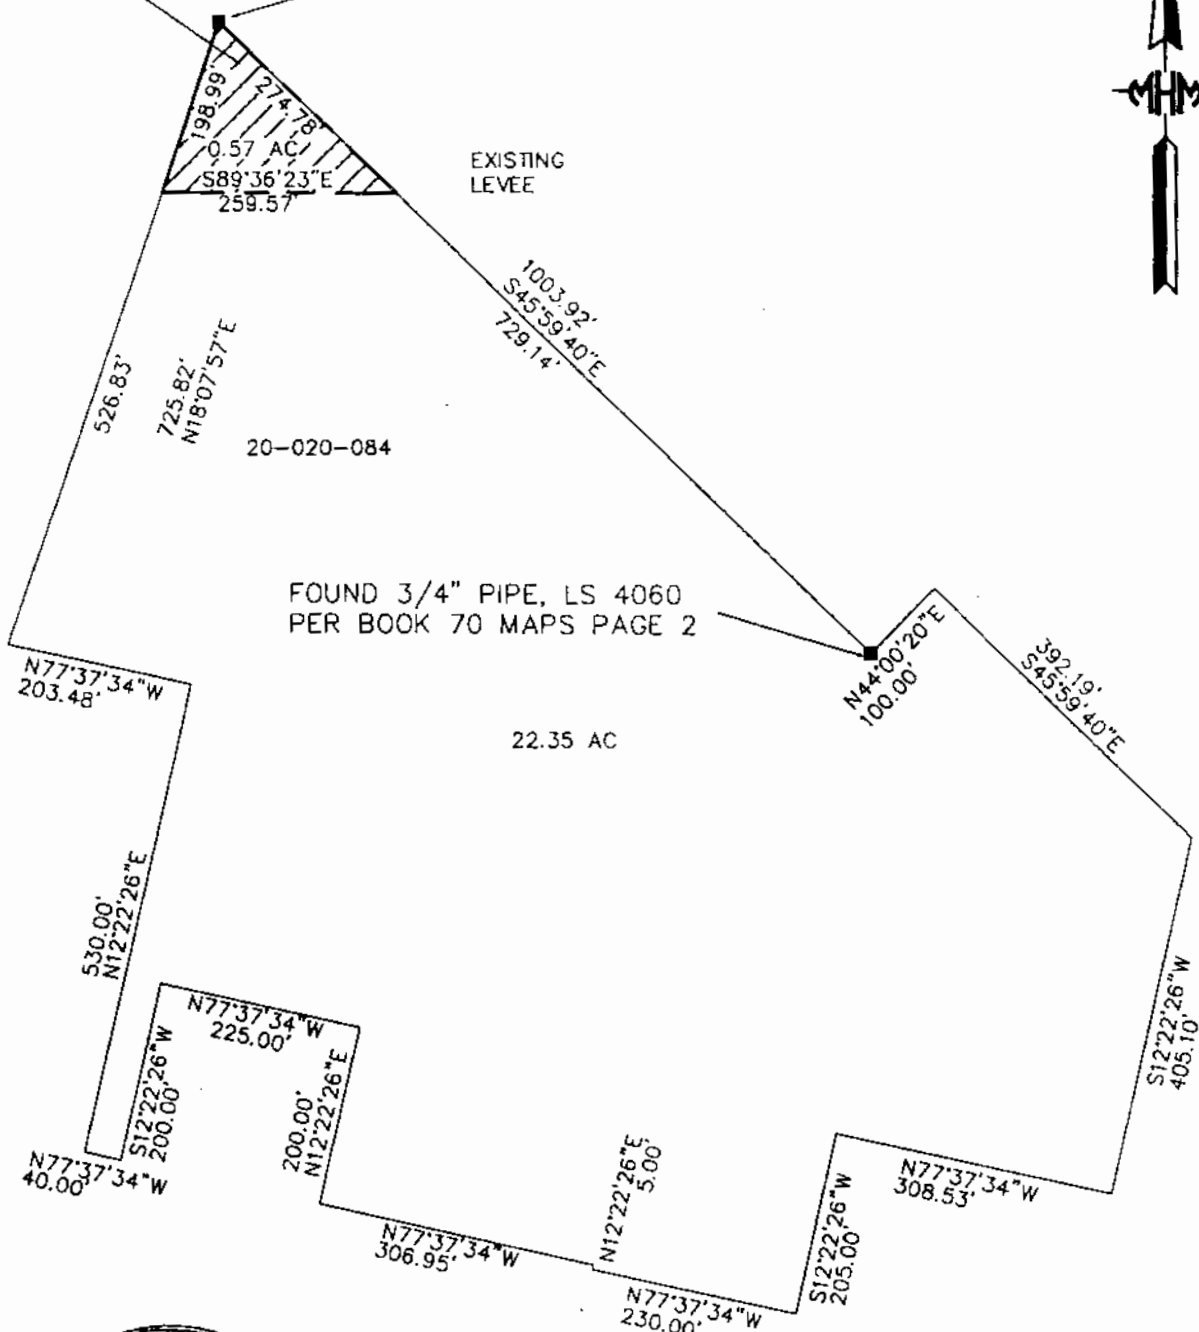 198.99'
274.78'
0.57 AC
S89°36'23"E
259.57'
EXISTING
LEVEE
1003.92'
S45°59'40"E
729.14'
526.83'
725.82'
N18°07'57"E
20-020-084
FOUND 3/4" PIPE, LS 4060
PER BOOK 70 MAPS PAGE 2
N44°00'20"E
100.00'
392.19'
S45°59'40"E
N77°37'34"W
203.48'
22.35 AC
530.00'
N12°22'26"E
N77°37'34"W
225.00'
S12°22'26"W
200.00'
200.00'
N12°22'26"E
S12°22'26"W
405.10'
N77°37'34"W
40.00'
N77°37'34"W
306.95'
N12°22'26"E
5.00'
N77°37'34"W
308.53'
S12°22'26"W
205.00'
N77°37'34"W
230.00'